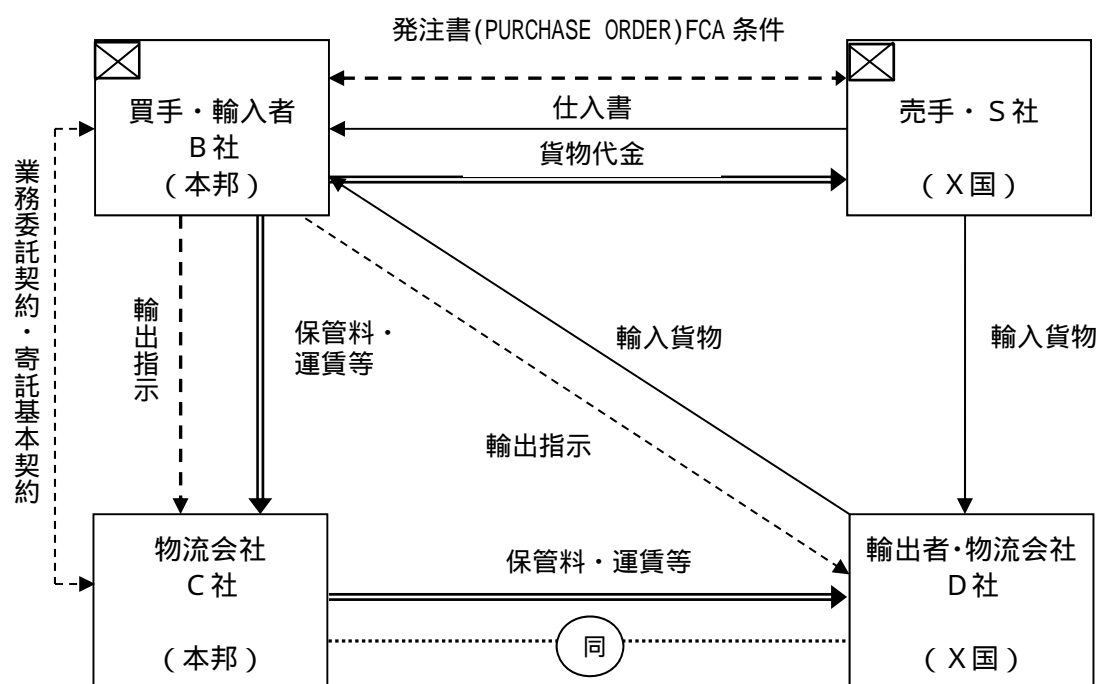 発注書(PURCHASE ORDER)FCA 条件
買手・輸入者
B社
(本邦)
仕入書
貨物代金
売手・S社
(X国)
業務委託契約・寄託基本契約
輸出指示
保管料・
運賃等
輸入貨物
輸入貨物
輸出指示
物流会社
C社
(本邦)
保管料・運賃等
同
輸出者・物流会社
D社
(X国)